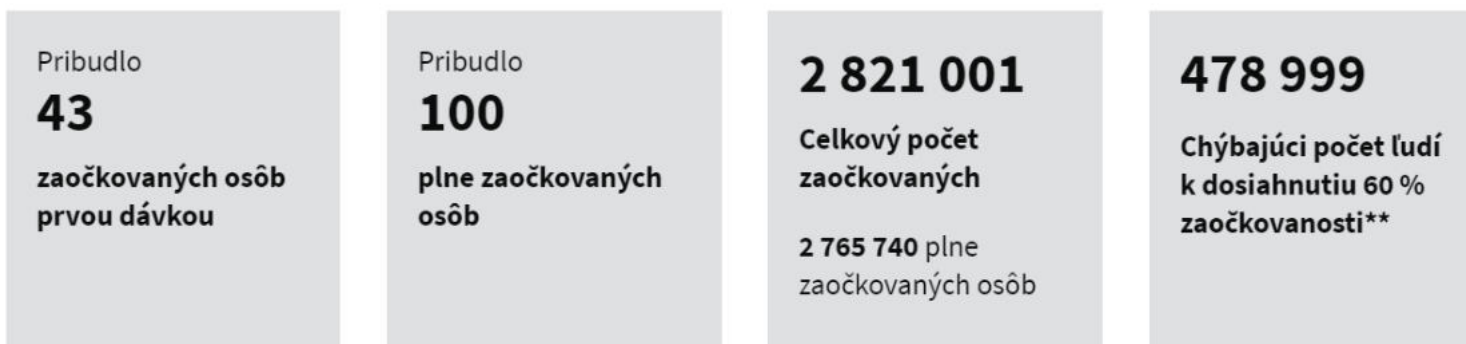 Pribudlo
43
zaočkovaných osôb
prvou dávkou
Pribudlo
100
plne zaočkovaných
osôb
2 821 001
Celkový počet
zaočkovaných
2 765 740 plne
zaočkovaných osôb
478 999
Chýbajúci počet ľudí
k dosiahnutiu 60 %
zaočkovanosti**